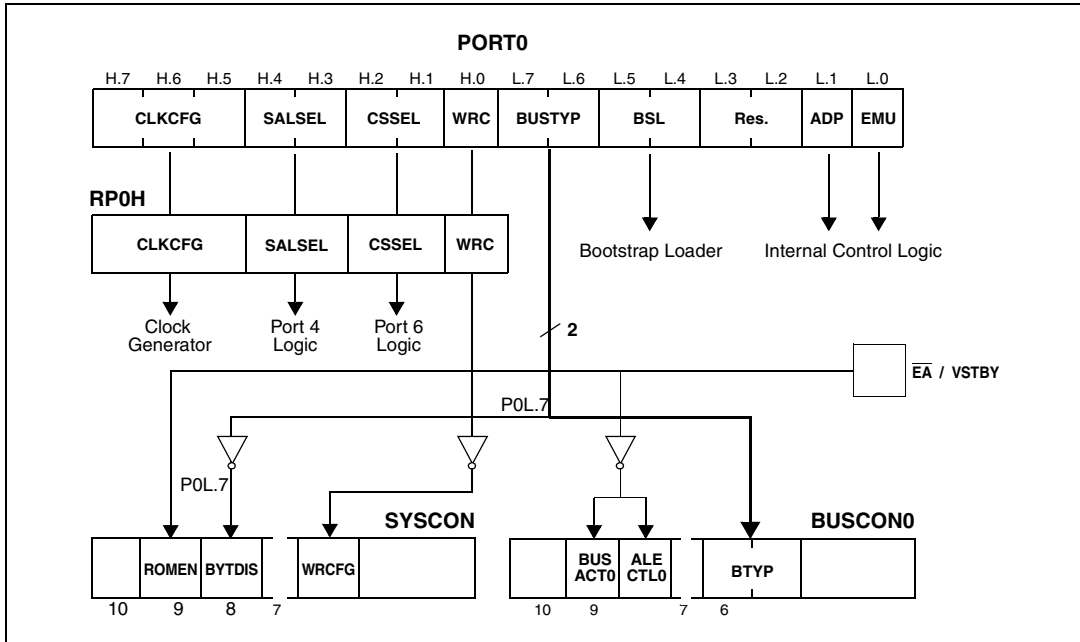 PORT0
H.7 H.6 H.5 H.4 H.3 H.2 H.1 H.0 L.7 L.6 L.5 L.4 L.3 L.2 L.1 L.0
CLKCFG SALSEL CSSEL WRC BUSTYP BSL Res. ADP EMU
RP0H
CLKCFG SALSEL CSSEL WRC
Bootstrap Loader Internal Control Logic
Clock Generator
Port 4 Logic
Port 6 Logic
2
EA / VSTBY
P0L.7
P0L.7
SYSCON BUSCON0
ROMEN BYTDIS WRCFG BUS ACT0 ALE CTL0 BTYP
10 9 8 7 10 9 7 6